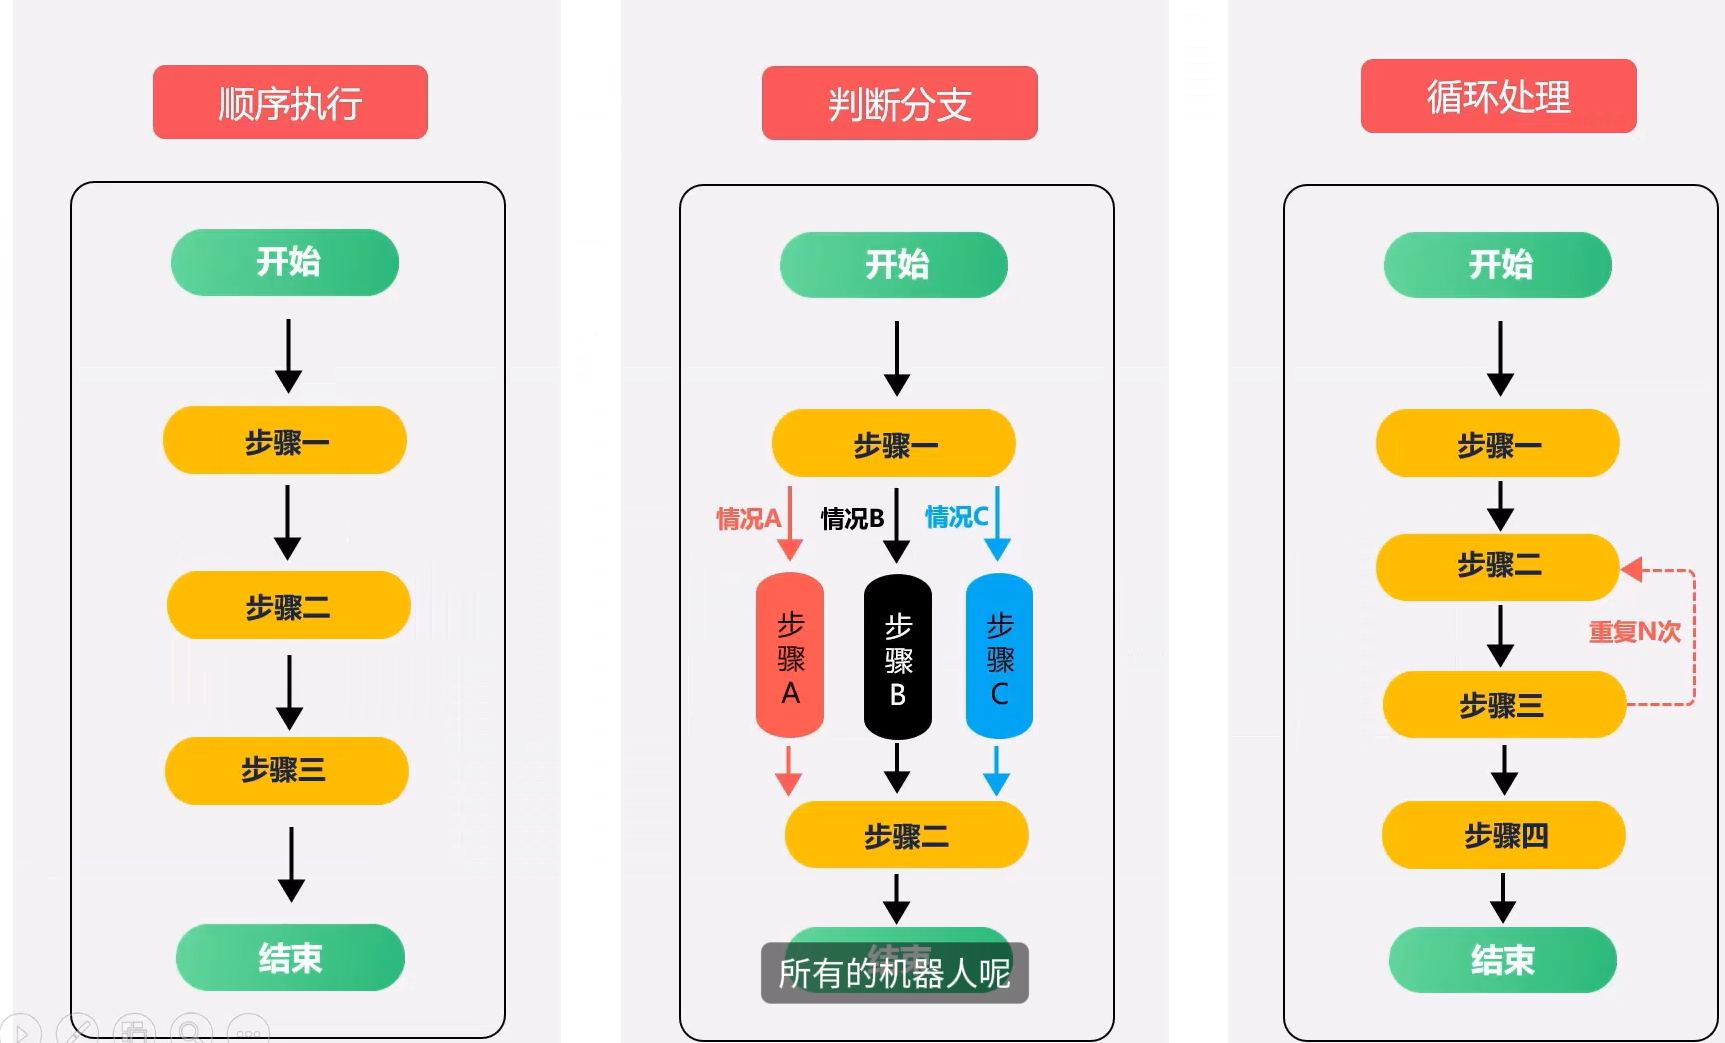 顺序执行
开始
步骤一
步骤二
步骤三
结束
判断分支
开始
步骤一
情况A
情况B
情况C
步骤A
步骤B
步骤C
步骤二
结束
所有的机器人呢
循环处理
开始
步骤一
步骤二
重复N次
步骤三
步骤四
结束